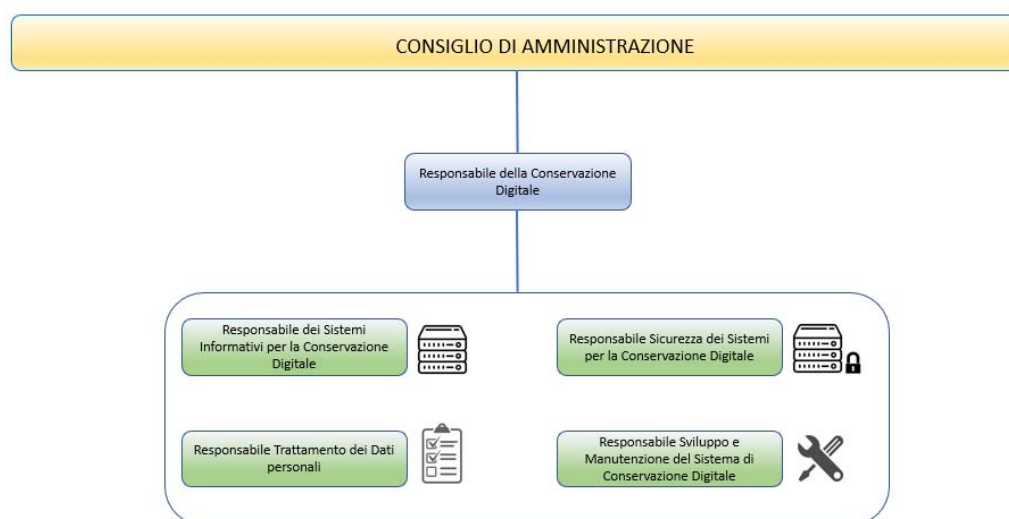 CONSIGLIO DI AMMINISTRAZIONE
Responsabile della Conservazione
Digitale
Responsabile dei Sistemi
Informativi per la Conservazione
Digitale
Responsabile Sicurezza dei Sistemi
per la Conservazione Digitale
Responsabile Trattamento dei Dati
personali
Responsabile Sviluppo e
Manutenzione del Sistema di
Conservazione Digitale